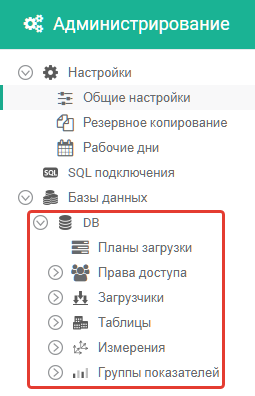 Администрирование
Настройки
Общие настройки
Резервное копирование
Рабочие дни
SQL SQL подключения
Базы данных
DB
Планы загрузки
Права доступа
Загрузчики
Таблицы
Измерения
Группы показателей